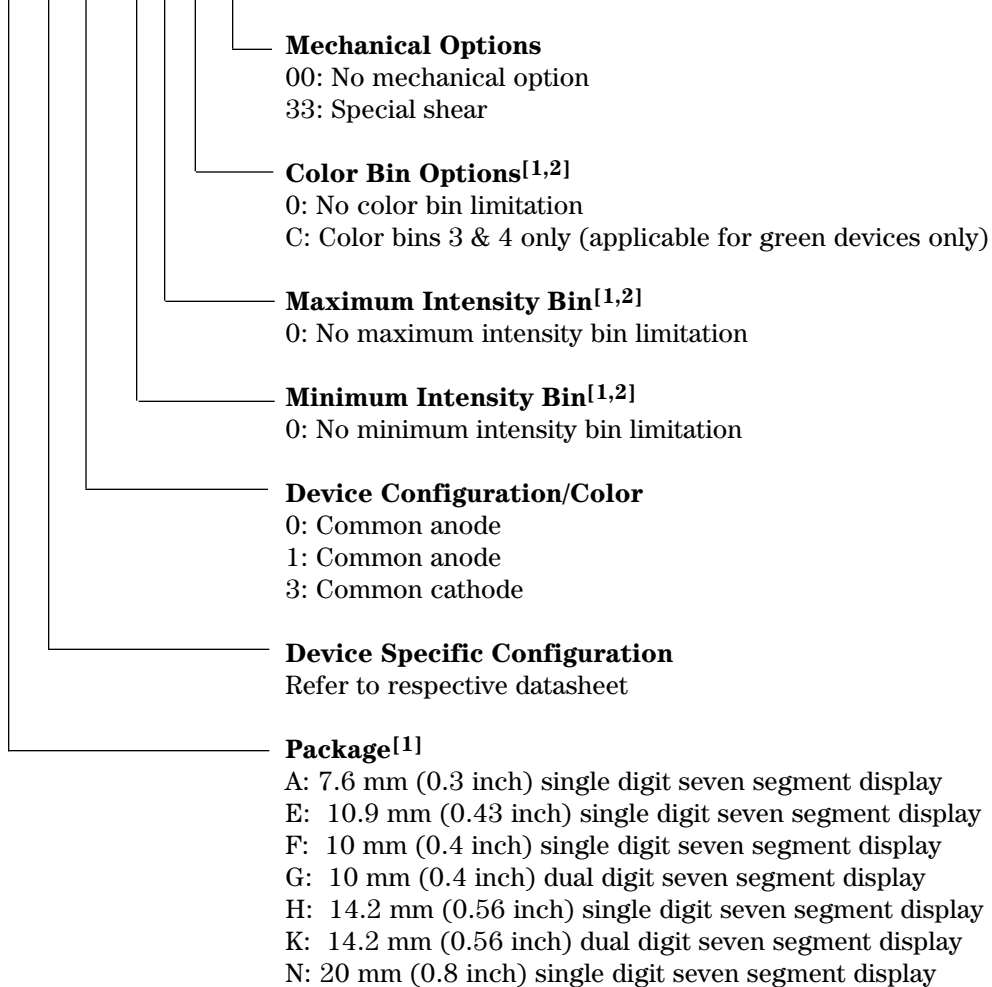 Mechanical Options
00: No mechanical option
33: Special shear
Color Bin Options[1,2]
0: No color bin limitation
C: Color bins 3 & 4 only (applicable for green devices only)
Maximum Intensity Bin[1,2]
0: No maximum intensity bin limitation
Minimum Intensity Bin[1,2]
0: No minimum intensity bin limitation
Device Configuration/Color
0: Common anode
1: Common anode
3: Common cathode
Device Specific Configuration
Refer to respective datasheet
Package[1]
A: 7.6 mm (0.3 inch) single digit seven segment display
E: 10.9 mm (0.43 inch) single digit seven segment display
F: 10 mm (0.4 inch) single digit seven segment display
G: 10 mm (0.4 inch) dual digit seven segment display
H: 14.2 mm (0.56 inch) single digit seven segment display
K: 14.2 mm (0.56 inch) dual digit seven segment display
N: 20 mm (0.8 inch) single digit seven segment display